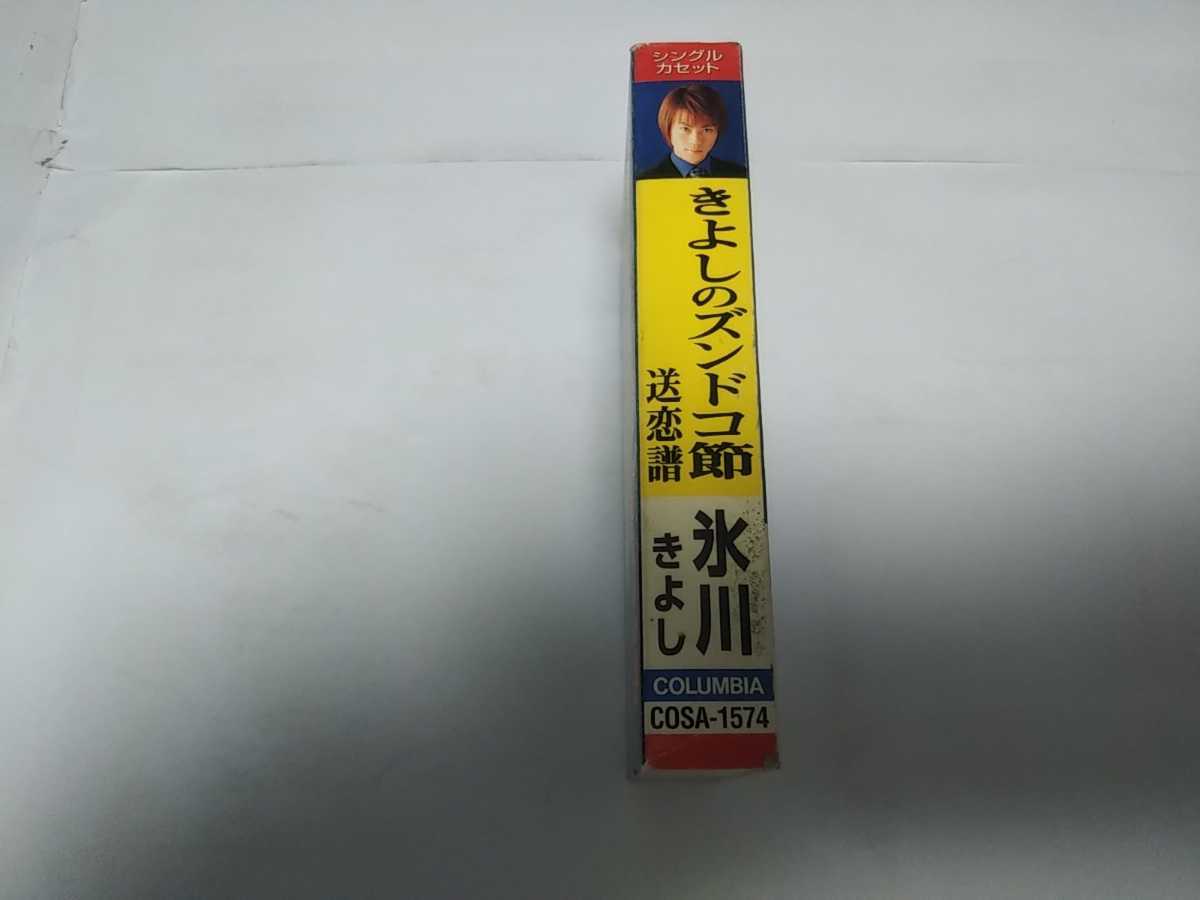 シングル
カセット
きよしのズンドコ節
送恋譜
氷川
きよし
COLUMBIA
COSA-1574